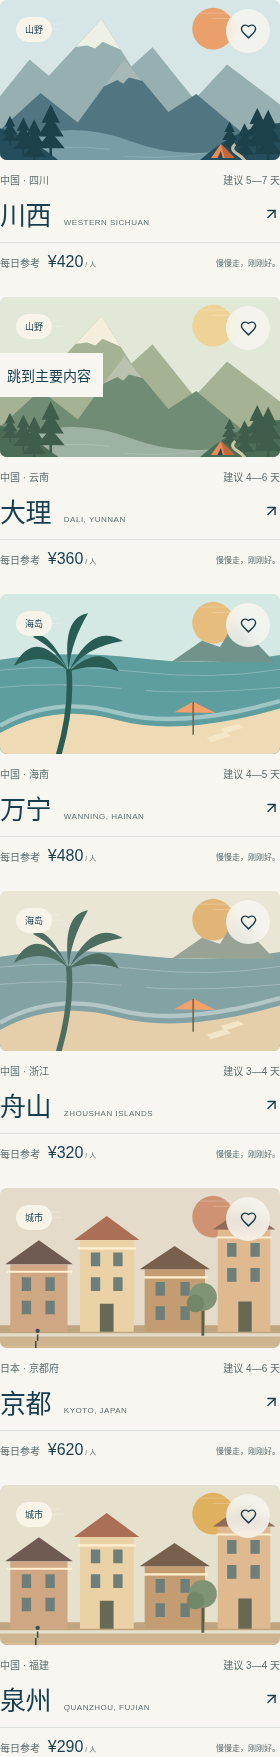 山野
中国 · 四川 建议 5—7 天
川西 WESTERN SICHUAN
每日参考 ¥420 / 人 慢慢走，刚刚好。
山野
跳到主要内容
中国 · 云南 建议 4—6 天
大理 DALI, YUNNAN
每日参考 ¥360 / 人 慢慢走，刚刚好。
海岛
中国 · 海南 建议 4—5 天
万宁 WANNING, HAINAN
每日参考 ¥480 / 人 慢慢走，刚刚好。
海岛
中国 · 浙江 建议 3—4 天
舟山 ZHOUSHAN ISLANDS
每日参考 ¥320 / 人 慢慢走，刚刚好。
城市
日本 · 京都府 建议 4—6 天
京都 KYOTO, JAPAN
每日参考 ¥620 / 人 慢慢走，刚刚好。
城市
中国 · 福建 建议 3—4 天
泉州 QUANZHOU, FUJIAN
每日参考 ¥290 / 人 慢慢走，刚刚好。